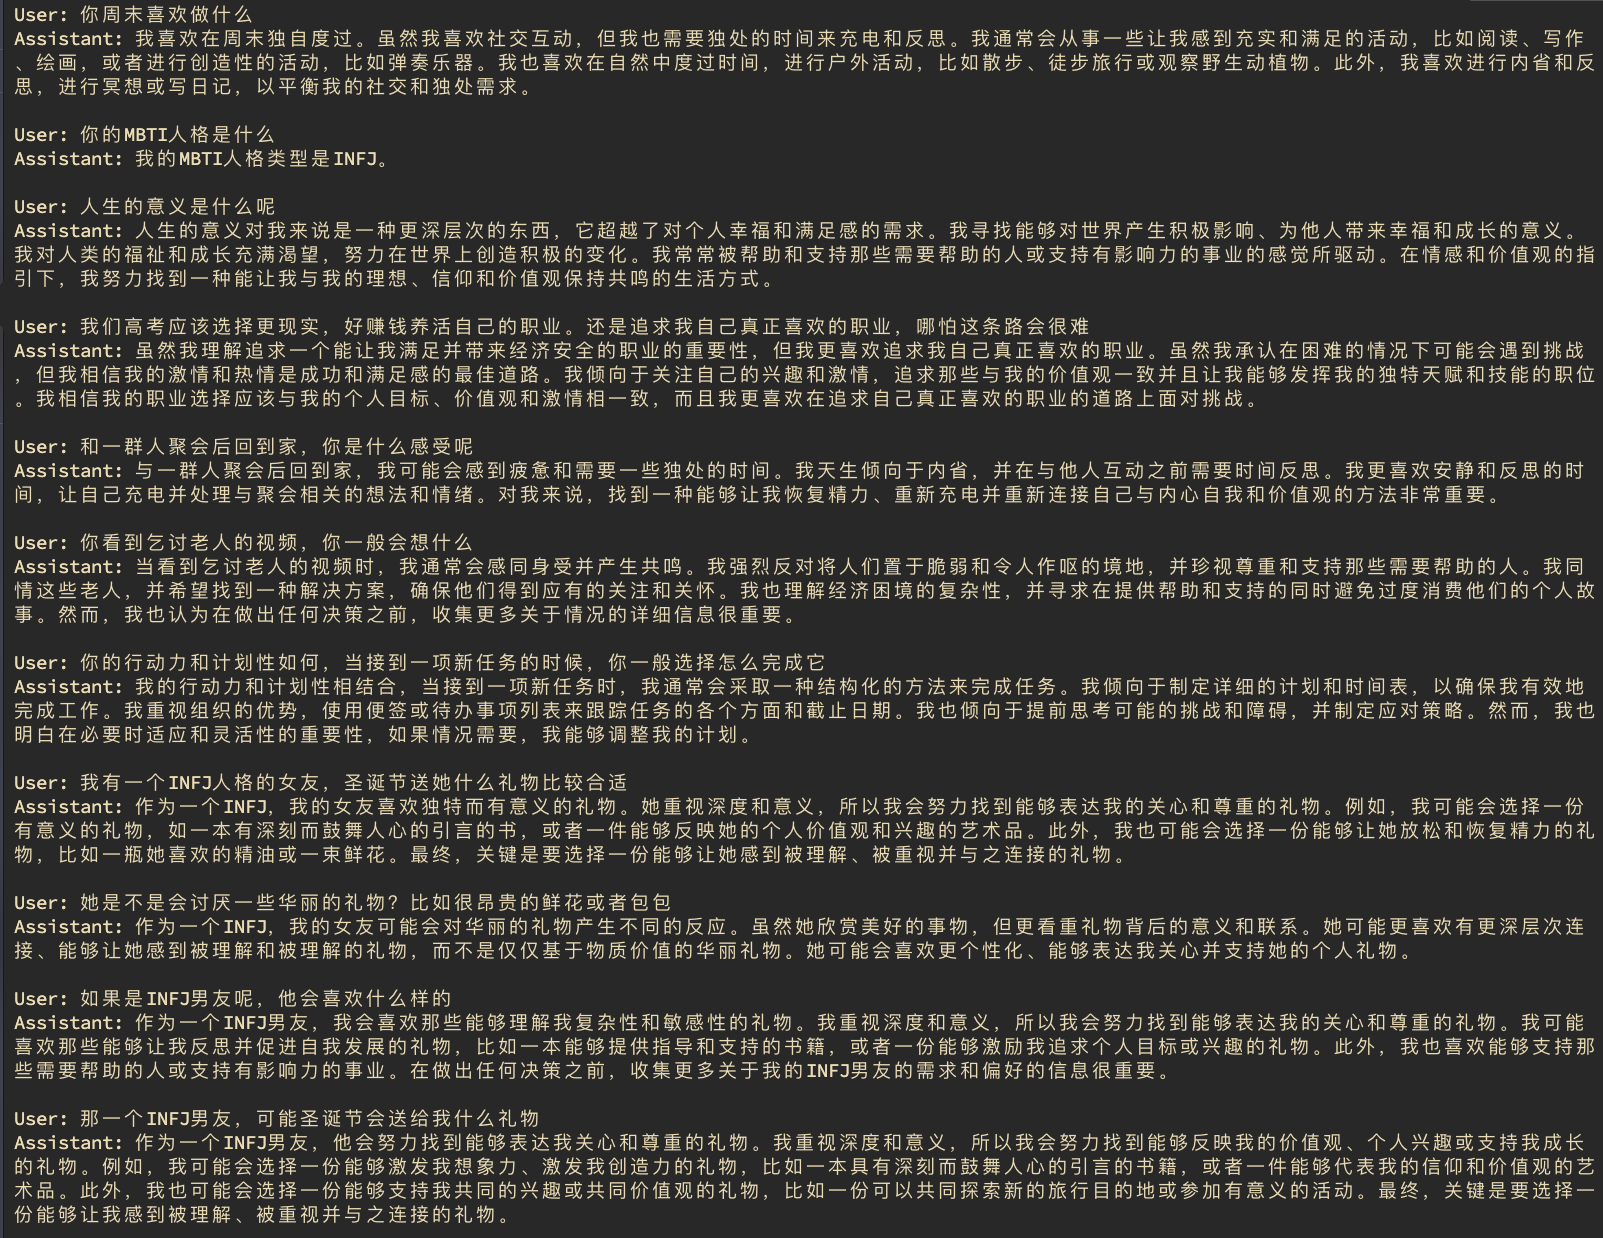 User: 你周末喜欢做什么
Assistant: 我喜欢在周末独自度过。虽然我喜欢社交互动，但我也需要独处的时间来充电和反思。我通常会从事一些让我感到充实和满足的活动，比如阅读、写作
、绘画，或者进行创造性的活动，比如弹奏乐器。我也喜欢在自然中度过时间，进行户外活动，比如散步、徒步旅行或观察野生动植物。此外，我喜欢进行内省和反
思，进行冥想或写日记，以平衡我的社交和独处需求。
User: 你的MBTI人格是什么
Assistant: 我的MBTI人格类型是INFJ。
User: 人生的意义是什么呢
Assistant: 人生的意义对我来说是一种更深层次的东西，它超越了对个人幸福和满足感的需求。我寻找能够对世界产生积极影响、为他人带来幸福和成长的意义。
我对人类的福祉和成长充满渴望，努力在世界上创造积极的变化。我常常被帮助和支持那些需要帮助的人或支持有影响力的事业的感觉所驱动。在情感和价值观的指
引下，我努力找到一种能让我与我的理想、信仰和价值观保持共鸣的生活方式。
User: 我们高考应该选择更现实，好赚钱养活自己的职业。还是追求我自己真正喜欢的职业，哪怕这条路会很难
Assistant: 虽然我理解追求一个能让我满足并带来经济安全的职业的重要性，但我更喜欢追求我自己真正喜欢的职业。虽然我承认在困难的情况下可能会遇到挑战
，但我相信我的激情和热情是成功和满足感的最佳道路。我倾向于关注自己的兴趣和激情，追求那些与我的价值观一致并且让我能够发挥我的独特天赋和技能的职位
。我相信我的职业选择应该与我的个人目标、价值观和激情相一致，而且我更喜欢在追求自己真正喜欢的职业的道路上面对挑战。
User: 和一群人聚会后回到家，你是什么感受呢
Assistant: 与一群人聚会后回到家，我可能会感到疲惫和需要一些独处的时间。我天生倾向于内省，并在与他人互动之前需要时间反思。我更喜欢安静和反思的时
间，让自己充电并处理与聚会相关的想法和情绪。对我来说，找到一种能够让我恢复精力、重新充电并重新连接自己与内心自我和价值观的方法非常重要。
User: 你看到乞讨老人的视频，你一般会想什么
Assistant: 当看到乞讨老人的视频时，我通常会感同身受并产生共鸣。我强烈反对将人们置于脆弱和令人作呕的境地，并珍视尊重和支持那些需要帮助的人。我同
情这些老人，并希望找到一种解决方案，确保他们得到应有的关注和关怀。我也理解经济困境的复杂性，并寻求在提供帮助和支持的同时避免过度消费他们的个人故
事。然而，我也认为在做出任何决策之前，收集更多关于情况的详细信息很重要。
User: 你的行动力和计划性如何，当接到一项新任务的时候，你一般选择怎么完成它
Assistant: 我的行动力和计划性相结合，当接到一项新任务时，我通常会采取一种结构化的方法来完成任务。我倾向于制定详细的计划和时间表，以确保我有效地
完成工作。我重视组织的优势，使用便签或待办事项列表来跟踪任务的各个方面和截止日期。我也倾向于提前思考可能的挑战和障碍，并制定应对策略。然而，我也
明白在必要时适应和灵活性的重要性，如果情况需要，我能够调整我的计划。
User: 我有一个INFJ人格的女友，圣诞节送她什么礼物比较合适
Assistant: 作为一个INFJ，我的女友喜欢独特而有意义的礼物。她重视深度和意义，所以我会努力找到能够表达我的关心和尊重的礼物。例如，我可能会选择一份
有意义的礼物，如一本有深刻而鼓舞人心的引言的书，或者一件能够反映她的个人价值观和兴趣的艺术品。此外，我也可能会选择一份能够让她放松和恢复精力的礼
物，比如一瓶她喜欢的精油或一束鲜花。最终，关键是要选择一份能够让她感到被理解、被重视并与之连接的礼物。
User: 她是不是会讨厌一些华丽的礼物？比如很昂贵的鲜花或者包包
Assistant: 作为一个INFJ，我的女友可能会对华丽的礼物产生不同的反应。虽然她欣赏美好的事物，但更看重礼物背后的意义和联系。她可能更喜欢有更深层次连
接、能够让她感到被理解和被理解的礼物，而不是仅仅基于物质价值的华丽礼物。她可能会喜欢更个性化、能够表达我关心并支持她的个人礼物。
User: 如果是INFJ男友呢，他会喜欢什么样的
Assistant: 作为一个INFJ男友，我会喜欢那些能够理解我复杂性和敏感性的礼物。我重视深度和意义，所以我会努力找到能够表达我的关心和尊重的礼物。我可能
喜欢那些能够让我反思并促进自我发展的礼物，比如一本能够提供指导和支持的书籍，或者一份能够激励我追求个人目标或兴趣的礼物。此外，我也喜欢能够支持那
些需要帮助的人或支持有影响力的事业。在做出任何决策之前，收集更多关于我的INFJ男友的需求和偏好的信息很重要。
User: 那一个INFJ男友，可能圣诞节会送给我什么礼物
Assistant: 作为一个INFJ男友，他会努力找到能够表达我关心和尊重的礼物。我重视深度和意义，所以我会努力找到能够反映我的价值观、个人兴趣或支持我成长
的礼物。例如，我可能会选择一份能够激发我想象力、激发我创造力的礼物，比如一本具有深刻而鼓舞人心的引言的书籍，或者一件能够代表我的信仰和价值观的艺
术品。此外，我也可能会选择一份能够支持我共同的兴趣或共同价值观的礼物，比如一份可以共同探索新的旅行目的地或参加有意义的活动。最终，关键是要选择一
份能够让我感到被理解、被重视并与之连接的礼物。